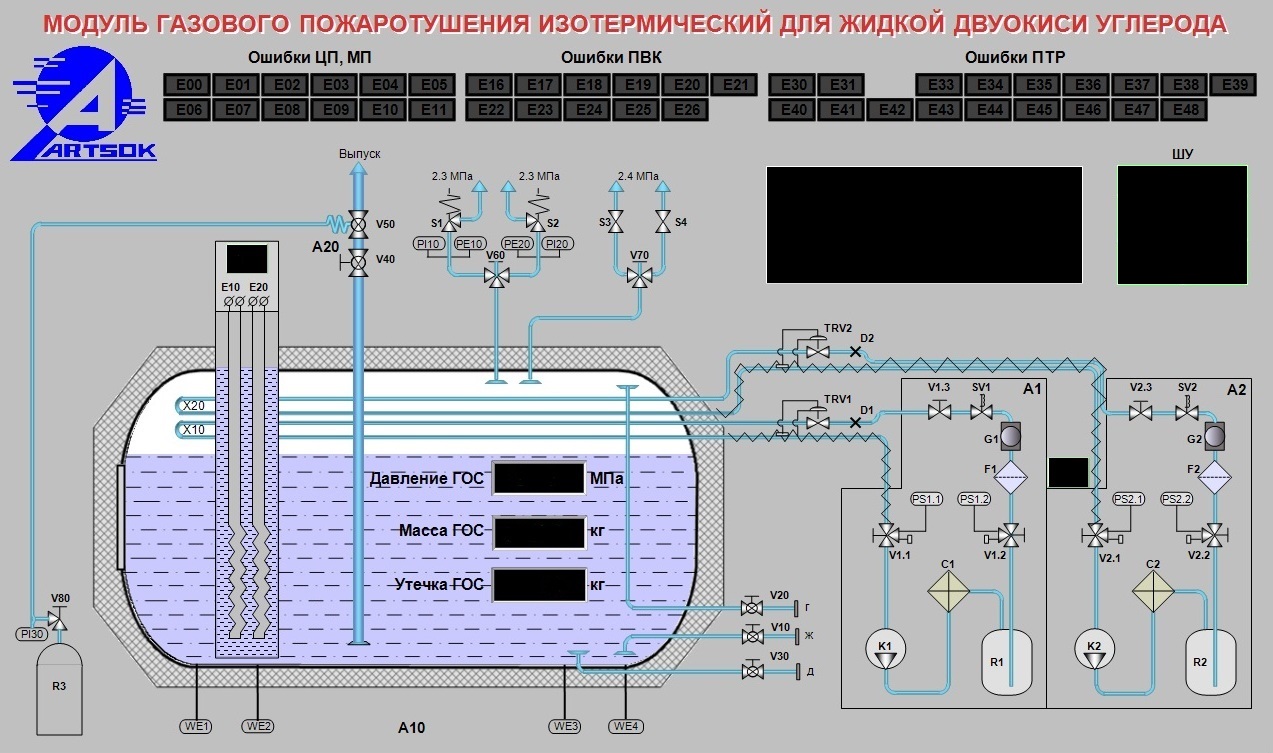 МОДУЛЬ ГАЗОВОГО ПОЖАРОТУШЕНИЯ ИЗОТЕРМИЧЕСКИЙ ДЛЯ ЖИДКОЙ ДВУОКИСИ УГЛЕРОДА
Ошибки ЦП, МП
Ошибки ПВК
Ошибки ПТР
E00 E01 E02 E03 E04 E05
E16 E17 E18 E19 E20 E21
E30 E31 E33 E34 E35 E36 E37 E38 E39
E06 E07 E08 E09 E10 E11
E22 E23 E24 E25 E26
E40 E41 E42 E43 E44 E45 E46 E47 E48
A
ARTSOK
Выпуск
ШУ
2.3 МПа
2.3 МПа
2.4 МПа
V50
S1
S2
S3
S4
A20
V40
PI10
PE10
PE20
PI20
V60
V70
E10
E20
TRV2
D2
X20
X10
TRV1
D1
V1.3
SV1
A1
V2.3
SV2
A2
G1
G2
F1
F2
Давление ГОС
МПа
PS1.1
PS1.2
PS2.1
PS2.2
Масса ГОС
кг
V1.1
V1.2
V2.1
V2.2
Утечка ГОС
кг
C1
C2
V80
PI30
V20
Г
V10
Ж
V30
Д
K1
R1
K2
R2
R3
WE1
WE2
A10
WE3
WE4